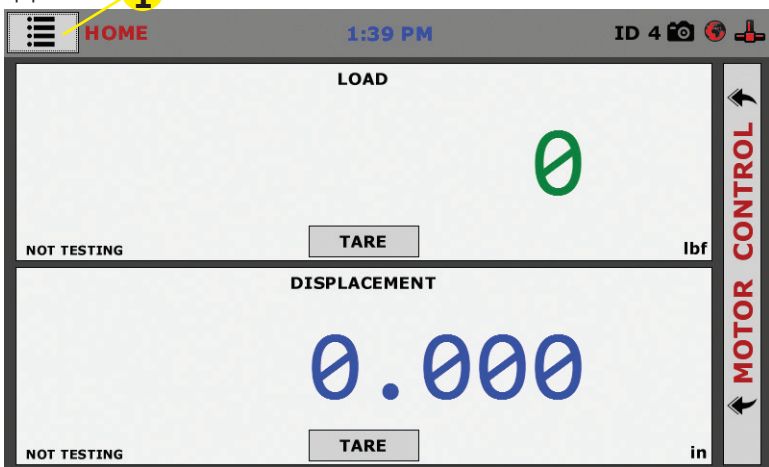 1
HOME 1:39 PM ID 4
LOAD
0
NOT TESTING TARE lbf
DISPLACEMENT
0.000
NOT TESTING TARE in
MOTOR CONTROL